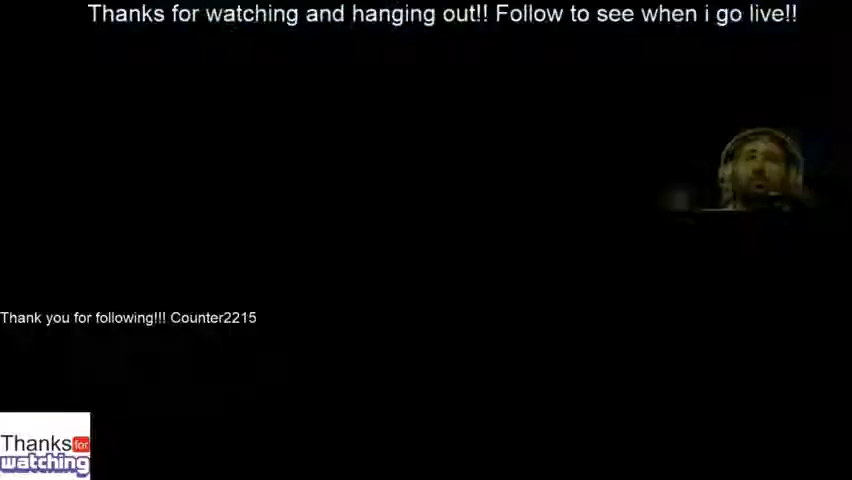 Thanks for watching and hanging out!! Follow to see when i go live!!
Thank you for following!!! Counter2215
Thanks for
watching